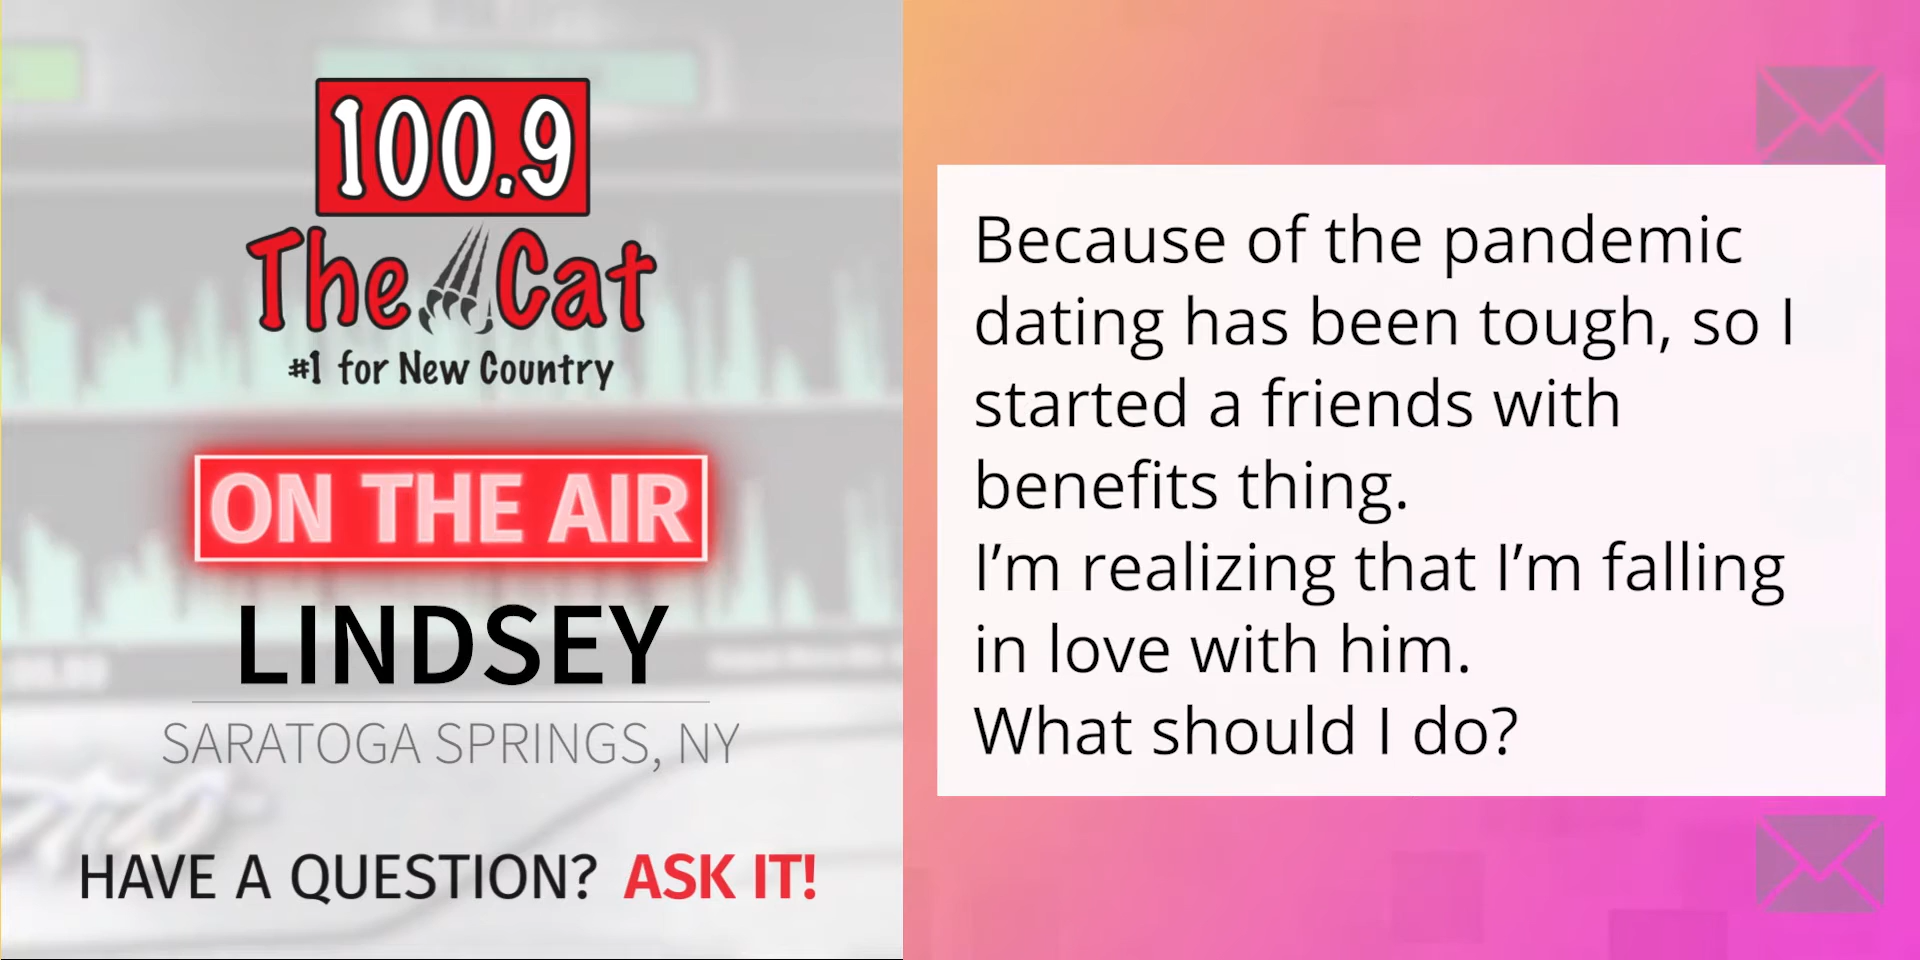 100.9
The Cat
#1 for New Country
ON THE AIR
LINDSEY
SARATOGA SPRINGS, NY
HAVE A QUESTION? ASK IT!
Because of the pandemic
dating has been tough, so I
started a friends with
benefits thing.
I’m realizing that I’m falling
in love with him.
What should I do?